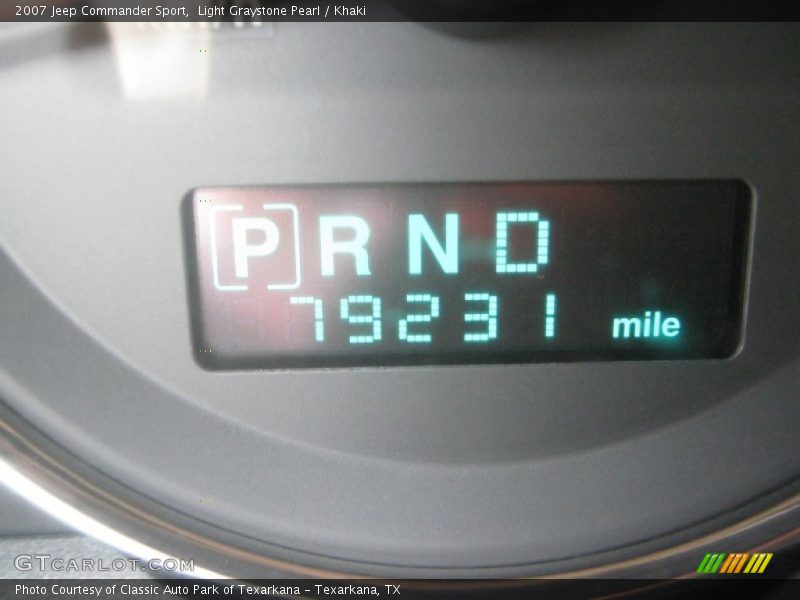 2007 Jeep Commander Sport,  Light Graystone Pearl / Khaki
[P] R N D
79231 mile
GTCARLOT.COM
Photo Courtesy of Classic Auto Park of Texarkana - Texarkana, TX